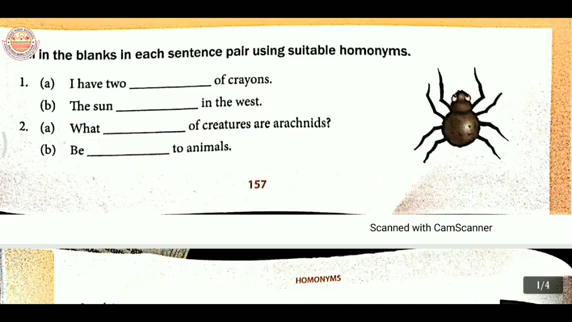 in the blanks in each sentence pair using suitable homonyms.
1. (a) I have two ____________ of crayons.
(b) The sun ____________ in the west.
2. (a) What ____________ of creatures are arachnids?
(b) Be ____________ to animals.
157
Scanned with CamScanner
HOMONYMS
1/4